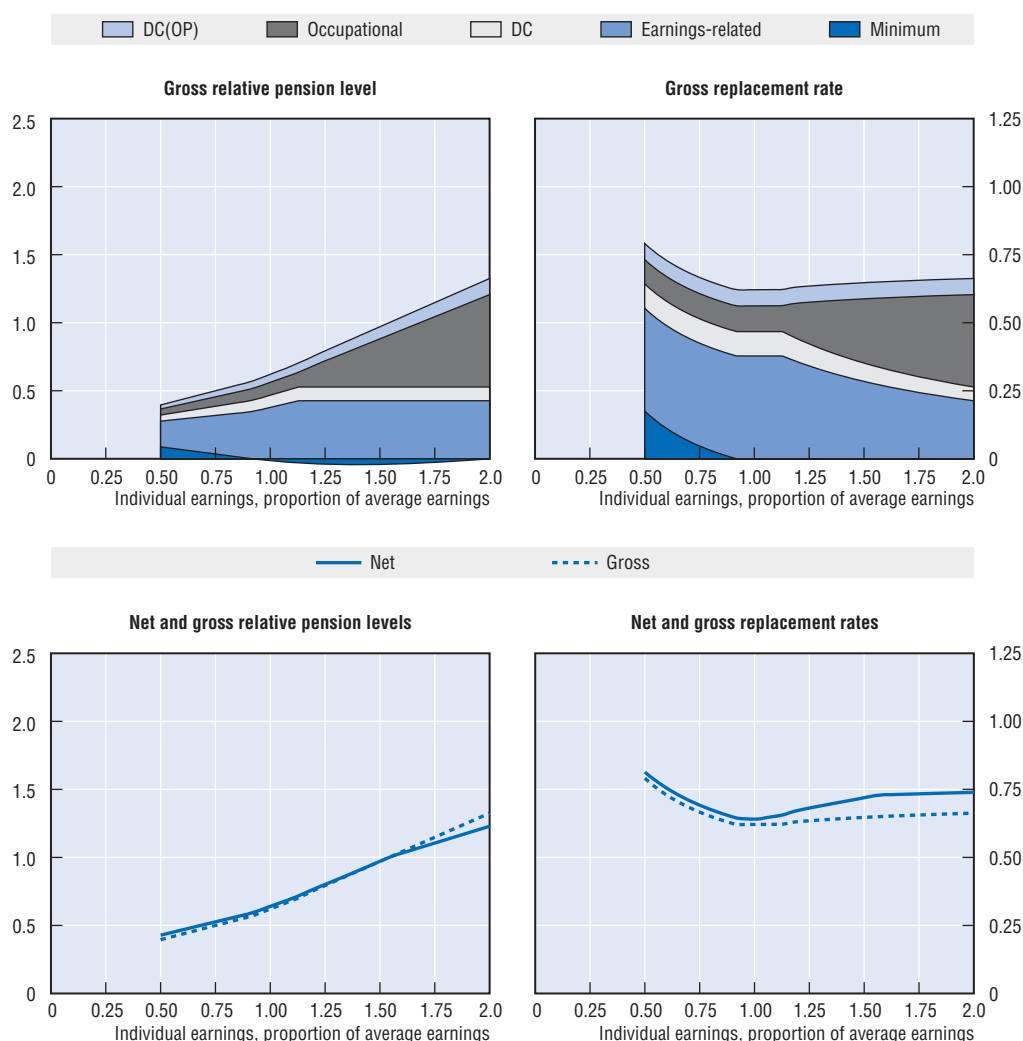 DC(OP) Occupational DC Earnings-related Minimum
Gross relative pension level
2.5
2.0
1.5
1.0
0.5
0
0 0.25 0.50 0.75 1.00 1.25 1.50 1.75 2.0
Individual earnings, proportion of average earnings
Gross replacement rate
1.25
1.00
0.75
0.50
0.25
0
0 0.25 0.50 0.75 1.00 1.25 1.50 1.75 2.0
Individual earnings, proportion of average earnings
Net Gross
Net and gross relative pension levels
2.5
2.0
1.5
1.0
0.5
0
0 0.25 0.50 0.75 1.00 1.25 1.50 1.75 2.0
Individual earnings, proportion of average earnings
Net and gross replacement rates
1.25
1.00
0.75
0.50
0.25
0
0 0.25 0.50 0.75 1.00 1.25 1.50 1.75 2.0
Individual earnings, proportion of average earnings